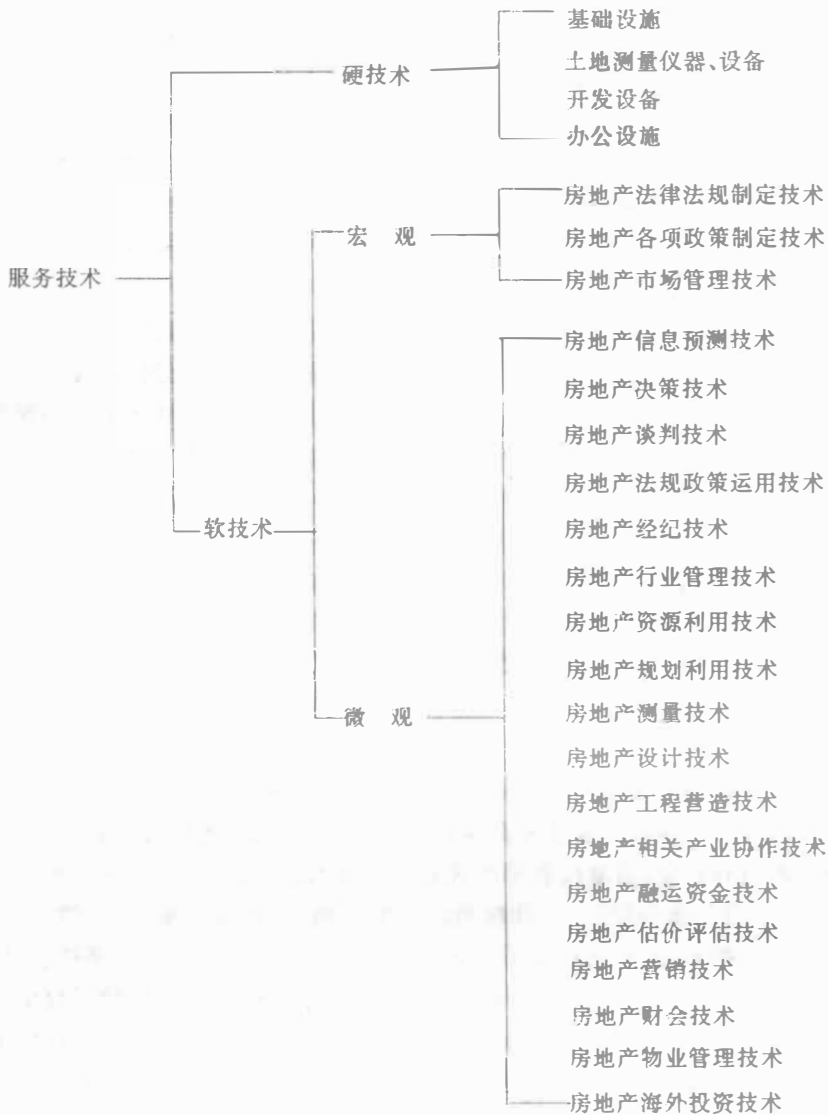 基础设施
硬技术
土地测量仪器、设备
开发设备
办公设施
房地产法律法规制定技术
宏 观
房地产各项政策制定技术
服务技术
房地产市场管理技术
房地产信息预测技术
房地产决策技术
房地产谈判技术
房地产法规政策运用技术
软技术
房地产经纪技术
房地产行业管理技术
房地产资源利用技术
房地产规划利用技术
微 观
房地产测量技术
房地产设计技术
房地产工程营造技术
房地产相关产业协作技术
房地产融运资金技术
房地产估价评估技术
房地产营销技术
房地产财会技术
房地产物业管理技术
房地产海外投资技术